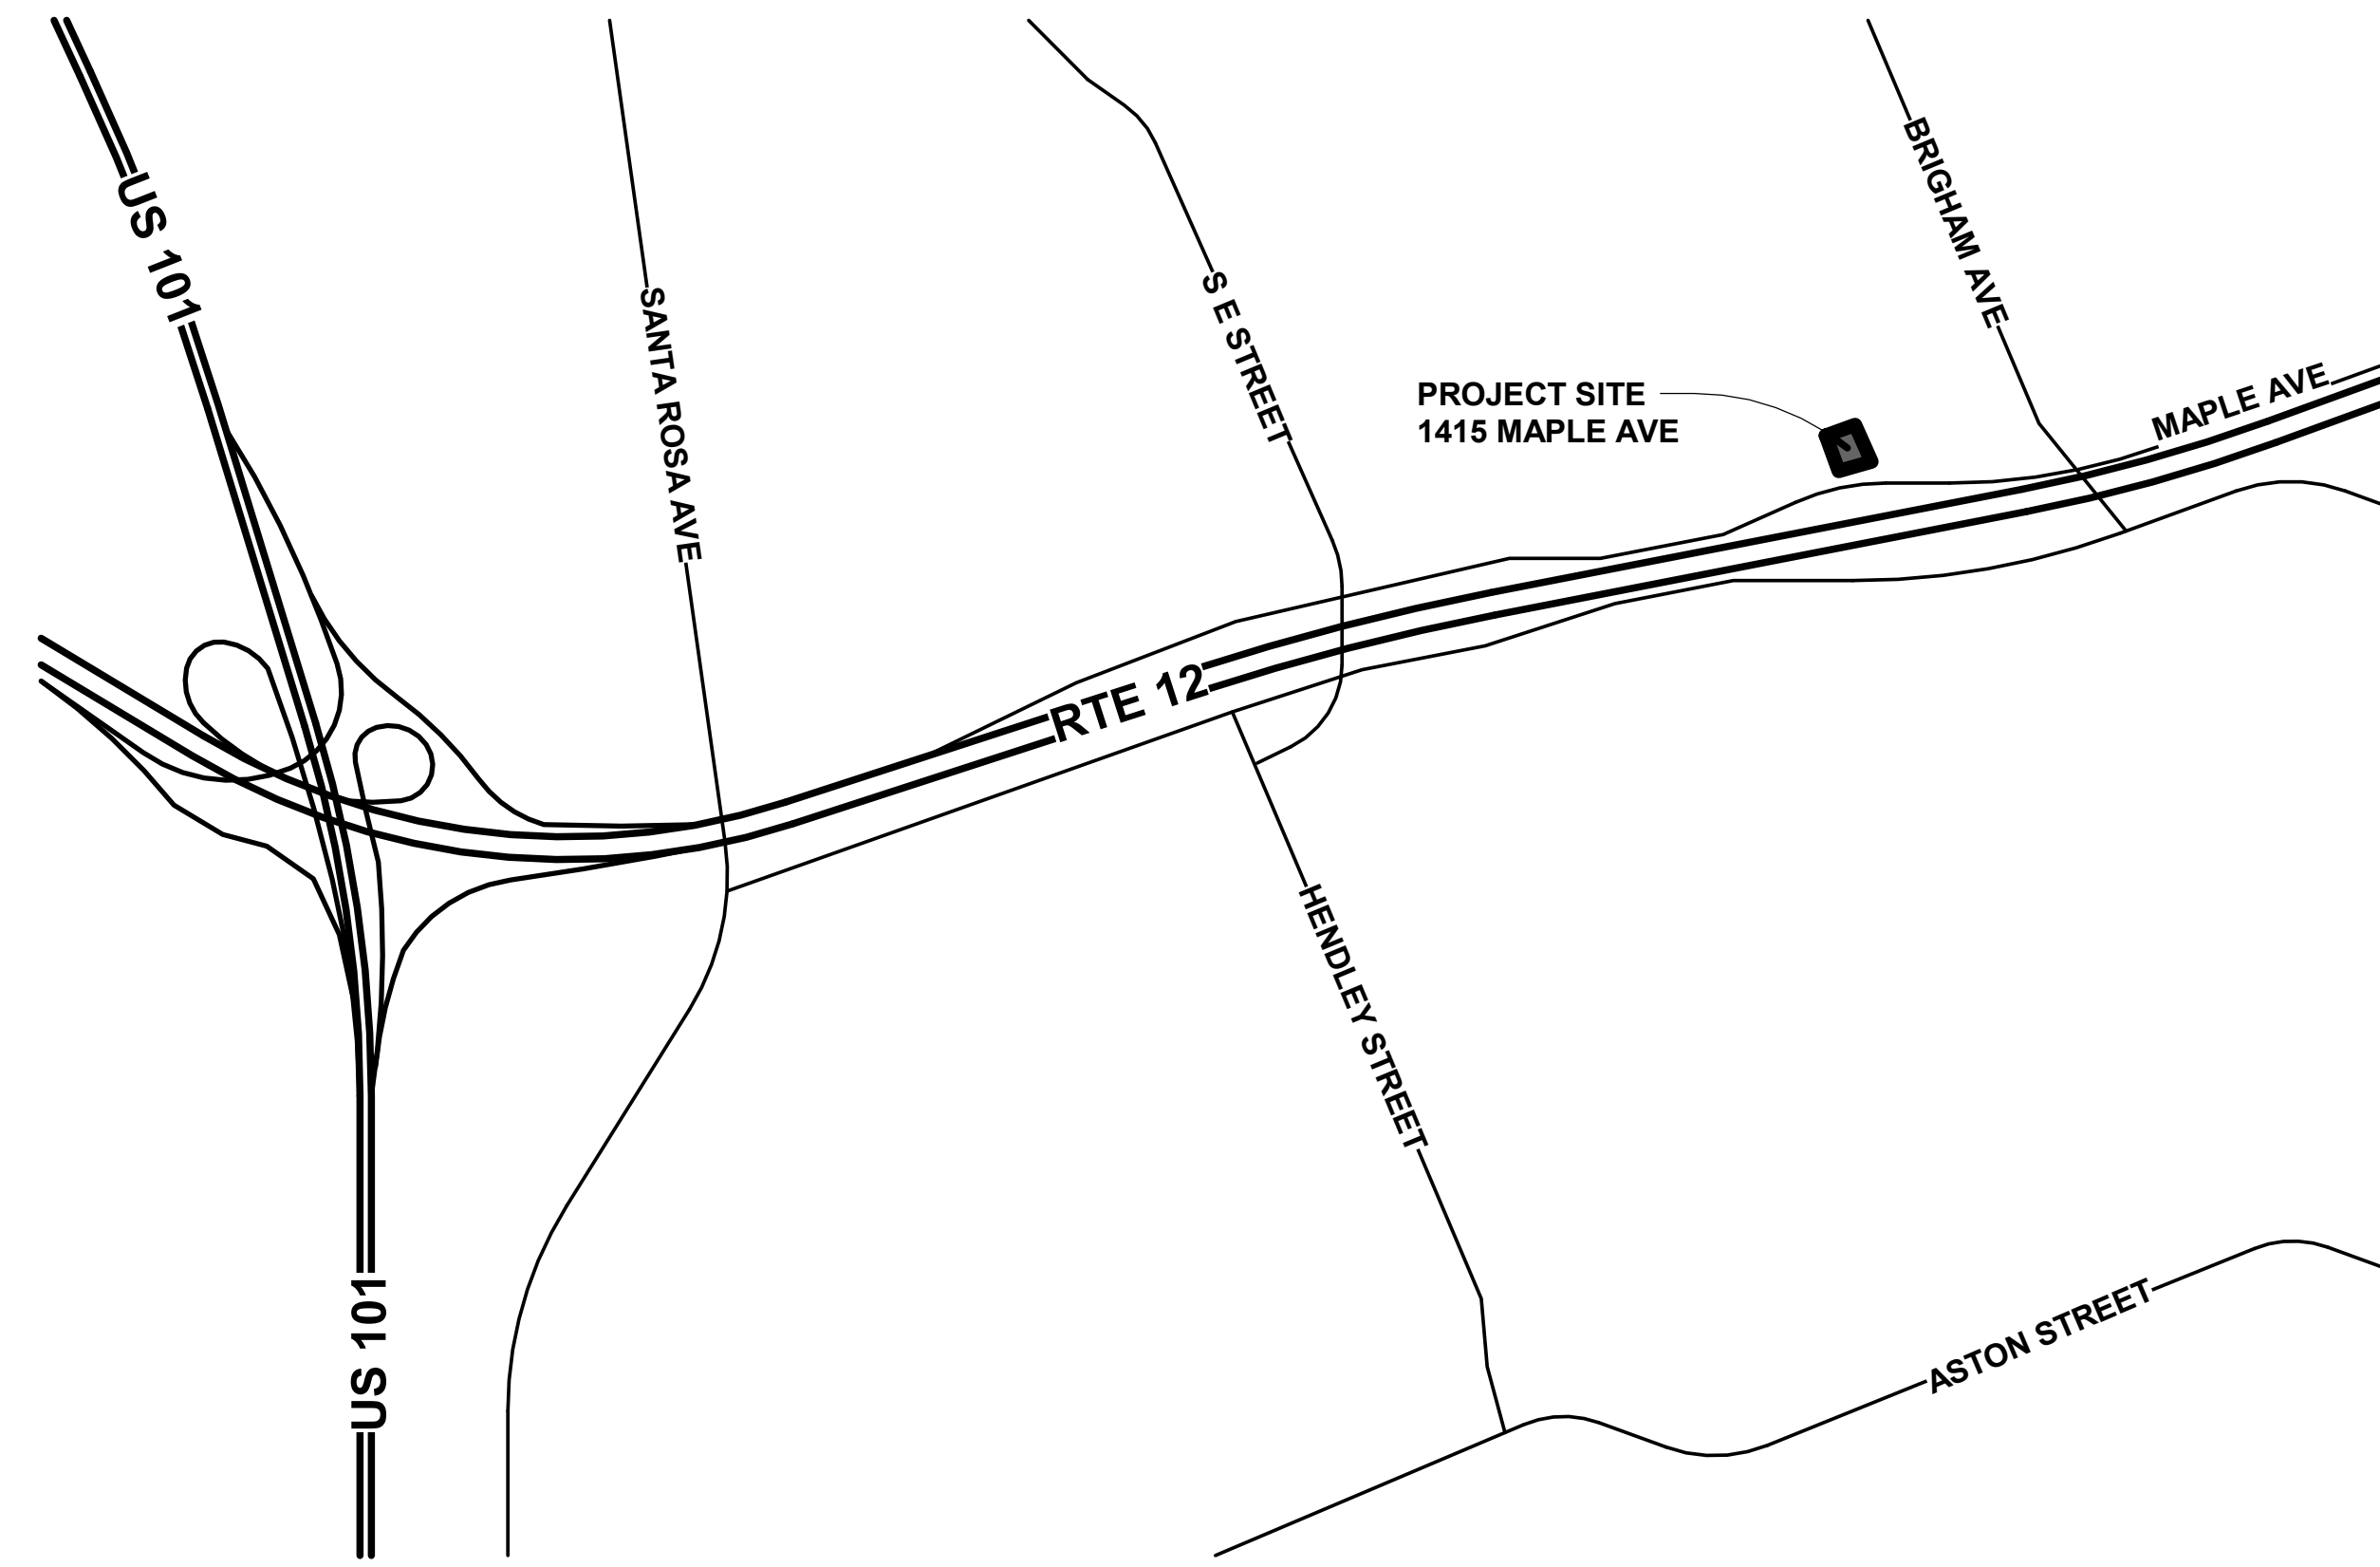 US 101
SANTA ROSA AVE
S E STREET
BRIGHAM AVE
PROJECT SITE
1415 MAPLE AVE
MAPLE AVE
RTE 12
HENDLEY STREET
US 101
ASTON STREET